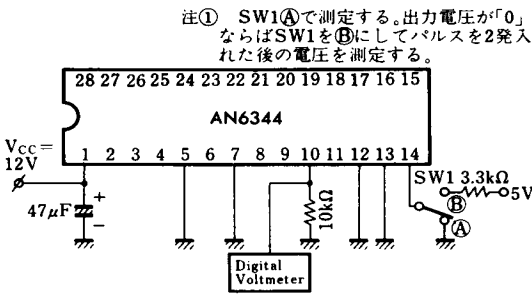 注① SW1Ⓐで測定する。出力電圧が「0」
ならばSW1をⒷにしてパルスを2発入
れた後の電圧を測定する。
28 27 26 25 24 23 22 21 20 19 18 17 16 15
AN6344
1 2 3 4 5 6 7 8 9 10 11 12 13 14
VCC=
12V
47μF
+
-
10kΩ
SW1 3.3kΩ
5V
Ⓑ
Ⓐ
Digital
Voltmeter